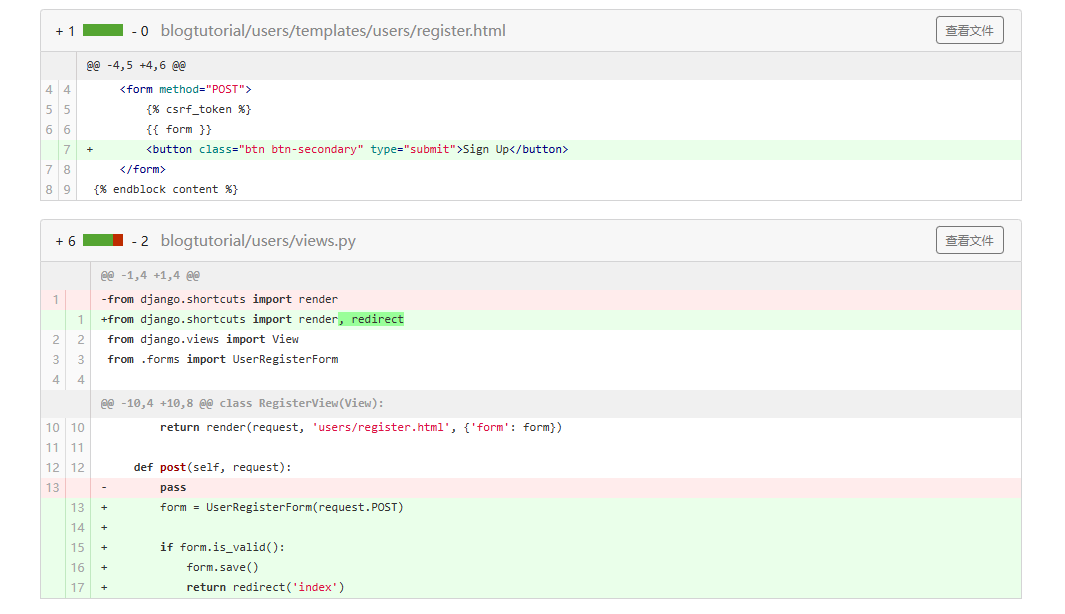 + 1 - 0 blogtutorial/users/templates/users/register.html 查看文件
@@ -4,5 +4,6 @@
4 4 <form method="POST">
5 5 {% csrf_token %}
6 6 {{ form }}
7 + <button class="btn btn-secondary" type="submit">Sign Up</button>
7 8 </form>
8 9 {% endblock content %}
+ 6 - 2 blogtutorial/users/views.py 查看文件
@@ -1,4 +1,4 @@
1 -from django.shortcuts import render
1 +from django.shortcuts import render, redirect
2 2 from django.views import View
3 3 from .forms import UserRegisterForm
4 4
@@ -10,4 +10,8 @@ class RegisterView(View):
10 10 return render(request, 'users/register.html', {'form': form})
11 11
12 12 def post(self, request):
13 - pass
13 + form = UserRegisterForm(request.POST)
14 +
15 + if form.is_valid():
16 + form.save()
17 + return redirect('index')